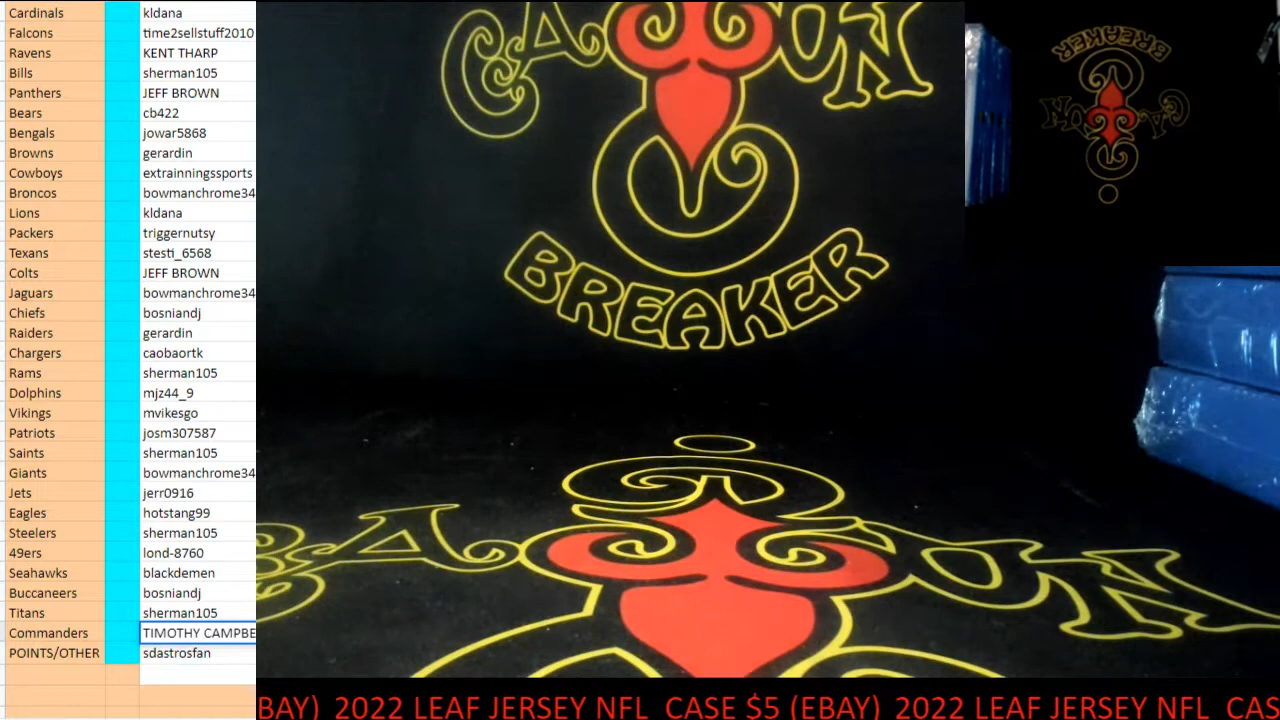 Cardinals kldana
Falcons time2sellstuff2010
Ravens KENT THARP
Bills sherman105
Panthers JEFF BROWN
Bears cb422
Bengals jowar5868
Browns gerardin
Cowboys extrainningssports
Broncos bowmanchrome34
Lions kldana
Packers triggernutsy
Texans stesti_6568
Colts JEFF BROWN
Jaguars bowmanchrome34
Chiefs bosniandj
Raiders gerardin
Chargers caobaortk
Rams sherman105
Dolphins mjz44_9
Vikings mvikesgo
Patriots josm307587
Saints sherman105
Giants bowmanchrome34
Jets jerr0916
Eagles hotstang99
Steelers sherman105
49ers lond-8760
Seahawks blackdemen
Buccaneers bosniandj
Titans sherman105
Commanders TIMOTHY CAMPBE
POINTS/OTHER sdastrosfan
CAJON
BREAKER
BREAKER
CAJON
CAJON
BAY) 2022 LEAF JERSEY NFL CASE $5 (EBAY) 2022 LEAF JERSEY NFL CAS